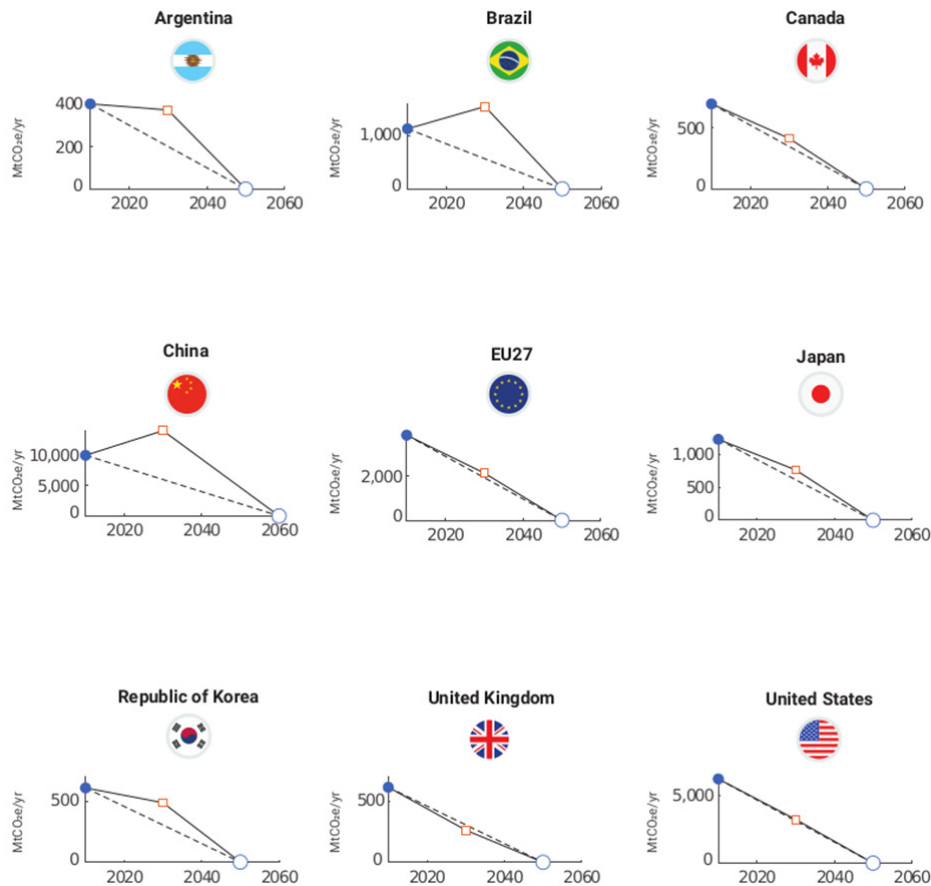 Argentina
MtCO₂e/yr
400
200
0
2020 2040 2060
Brazil
MtCO₂e/yr
1,000
0
2020 2040 2060
Canada
MtCO₂e/yr
500
0
2020 2040 2060
China
MtCO₂e/yr
10,000
5,000
0
2020 2040 2060
EU27
MtCO₂e/yr
2,000
0
2020 2040 2060
Japan
MtCO₂e/yr
1,000
500
0
2020 2040 2060
Republic of Korea
MtCO₂e/yr
500
0
2020 2040 2060
United Kingdom
MtCO₂e/yr
500
0
2020 2040 2060
United States
MtCO₂e/yr
5,000
0
2020 2040 2060